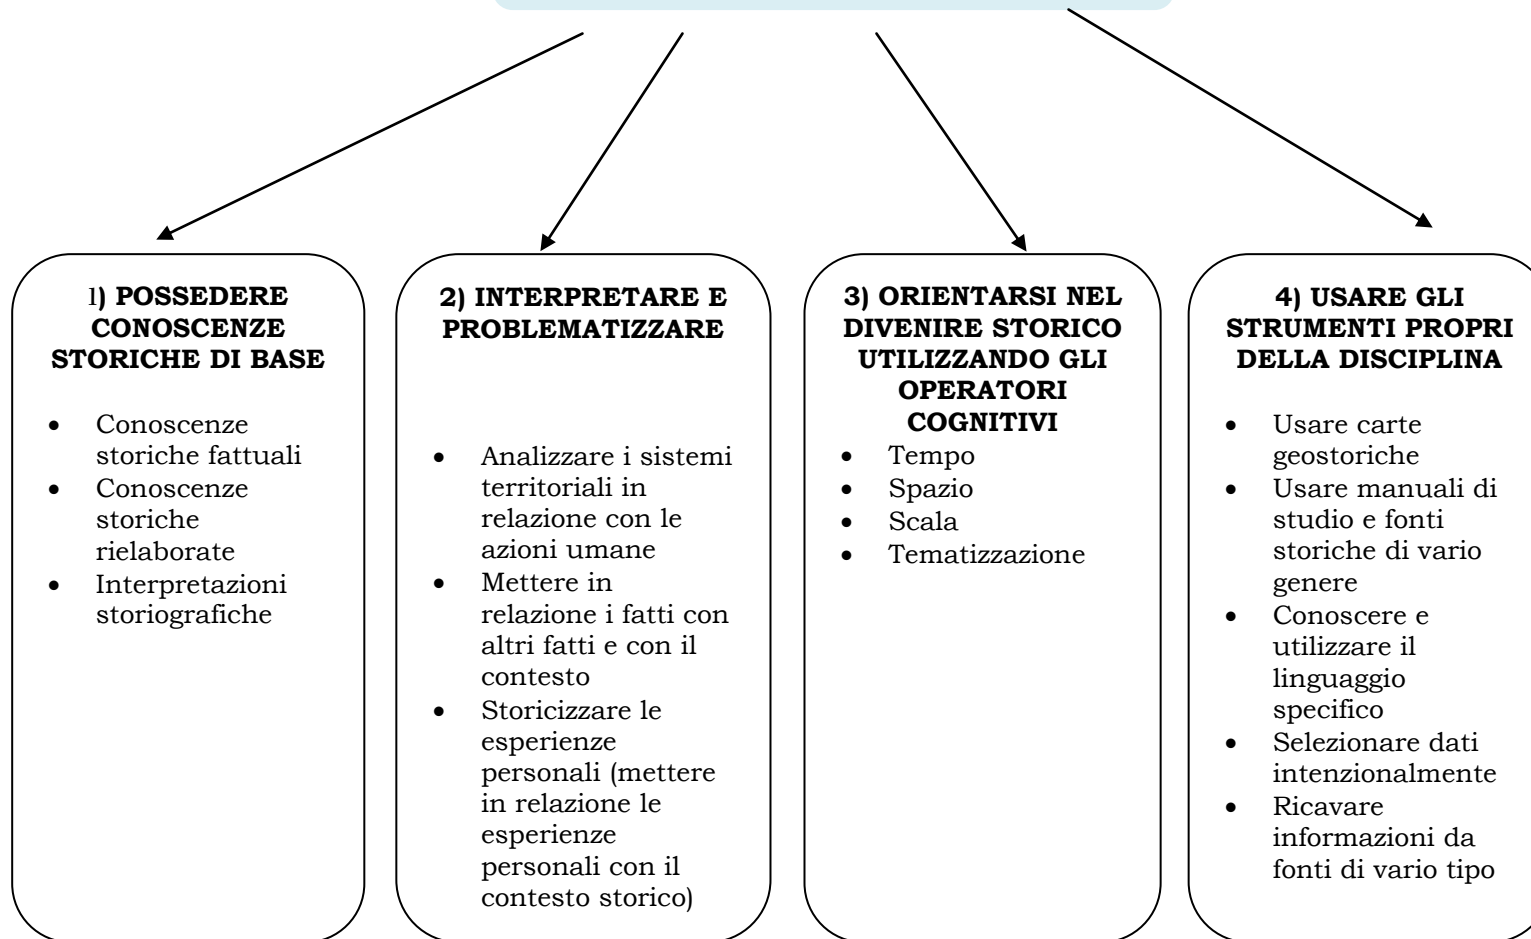 1) POSSEDERE
CONOSCENZE
STORICHE DI BASE
• Conoscenze
storiche fattuali
• Conoscenze
storiche
rielaborate
• Interpretazioni
storiografiche
2) INTERPRETARE E
PROBLEMATIZZARE
• Analizzare i sistemi
territoriali in
relazione con le
azioni umane
• Mettere in
relazione i fatti con
altri fatti e con il
contesto
• Storicizzare le
esperienze
personali (mettere
in relazione le
esperienze
personali con il
contesto storico)
3) ORIENTARSI NEL
DIVENIRE STORICO
UTILIZZANDO GLI
OPERATORI
COGNITIVI
• Tempo
• Spazio
• Scala
• Tematizzazione
4) USARE GLI
STRUMENTI PROPRI
DELLA DISCIPLINA
• Usare carte
geostoriche
• Usare manuali di
studio e fonti
storiche di vario
genere
• Conoscere e
utilizzare il
linguaggio
specifico
• Selezionare dati
intenzionalmente
• Ricavare
informazioni da
fonti di vario tipo